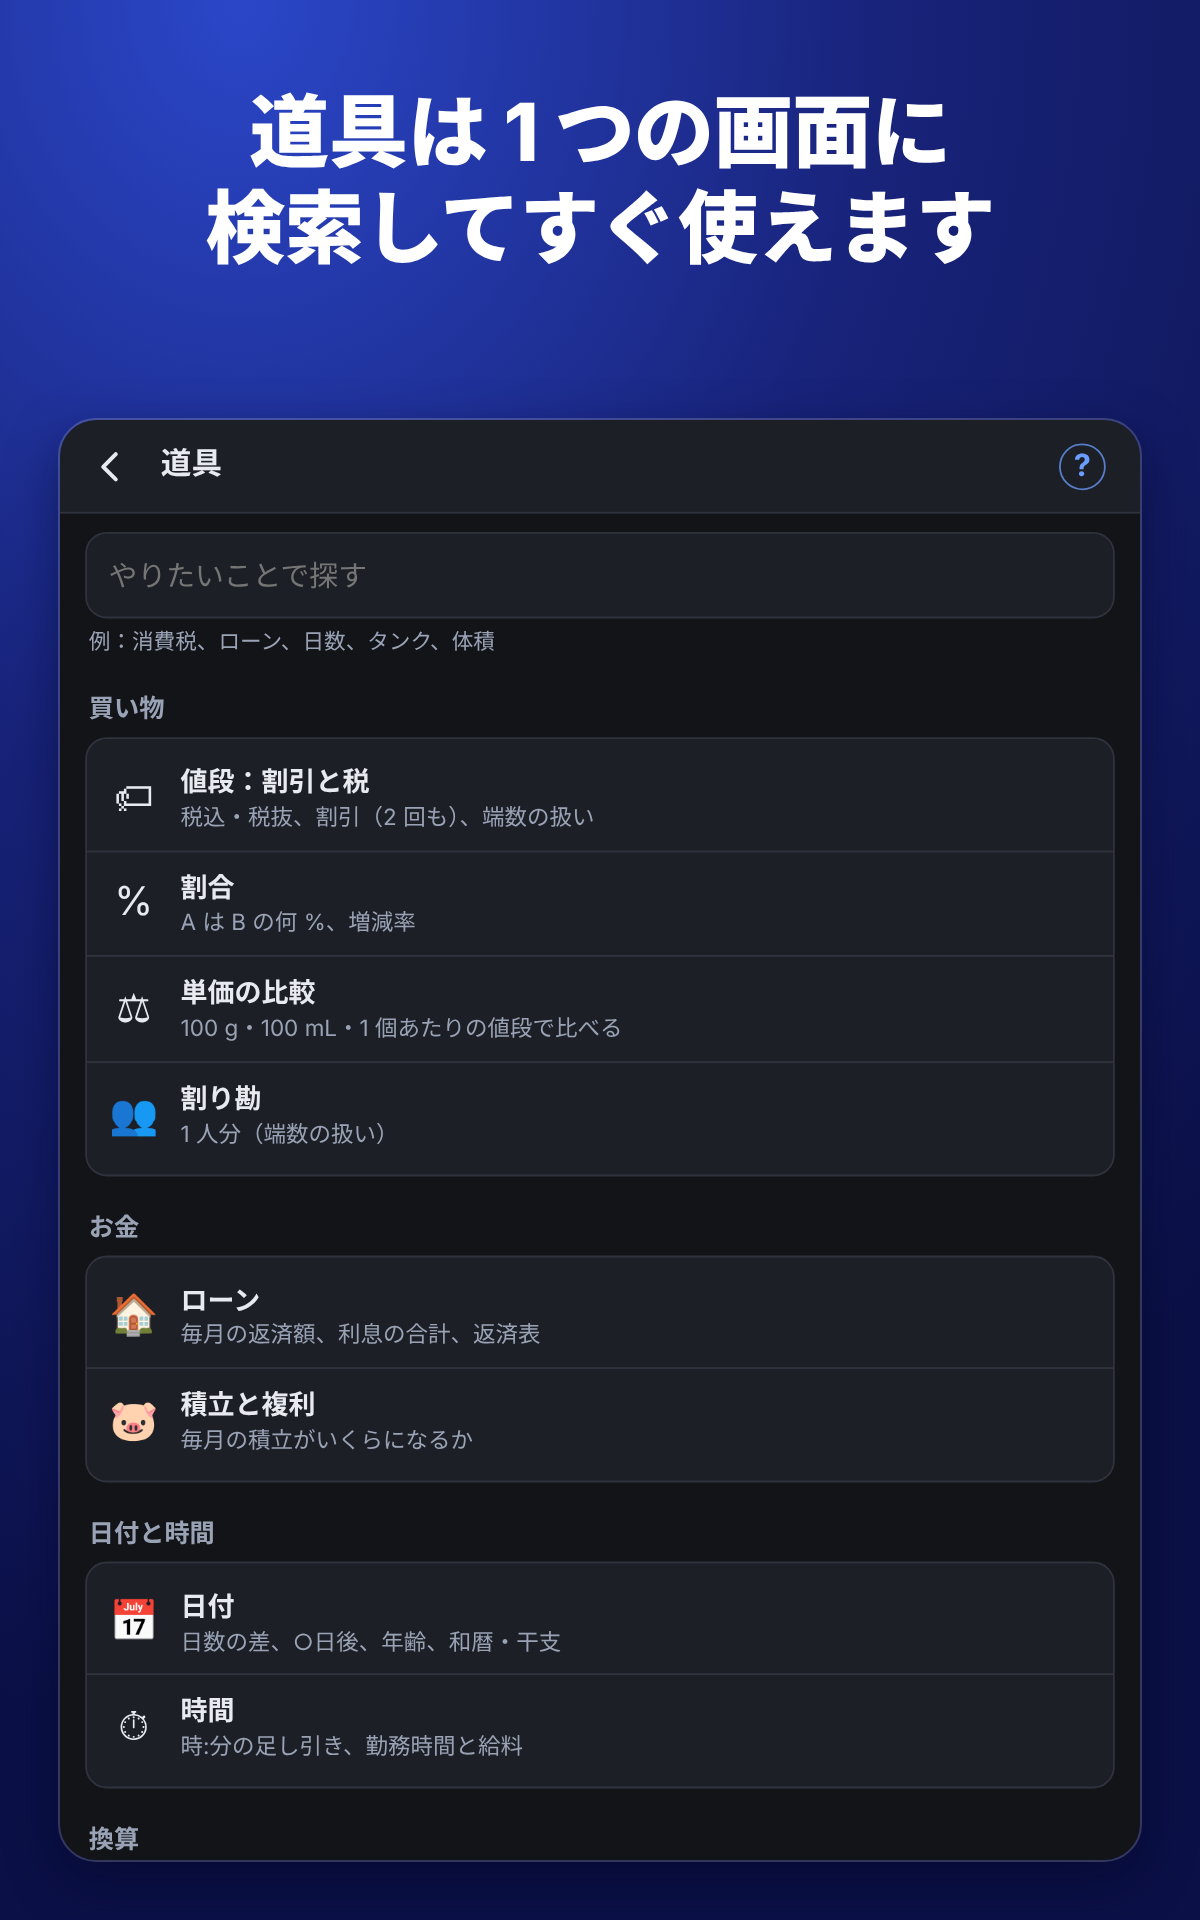 道具は1つの画面に
検索してすぐ使えます
道具
?
やりたいことで探す
例：消費税、ローン、日数、タンク、体積
買い物
値段：割引と税
税込・税抜、割引（2 回も）、端数の扱い
%
割合
A は B の何 %、増減率
単価の比較
100 g・100 mL・1 個あたりの値段で比べる
割り勘
1 人分（端数の扱い）
お金
ローン
毎月の返済額、利息の合計、返済表
積立と複利
毎月の積立がいくらになるか
日付と時間
July
17
日付
日数の差、○日後、年齢、和暦・干支
時間
時:分の足し引き、勤務時間と給料
換算